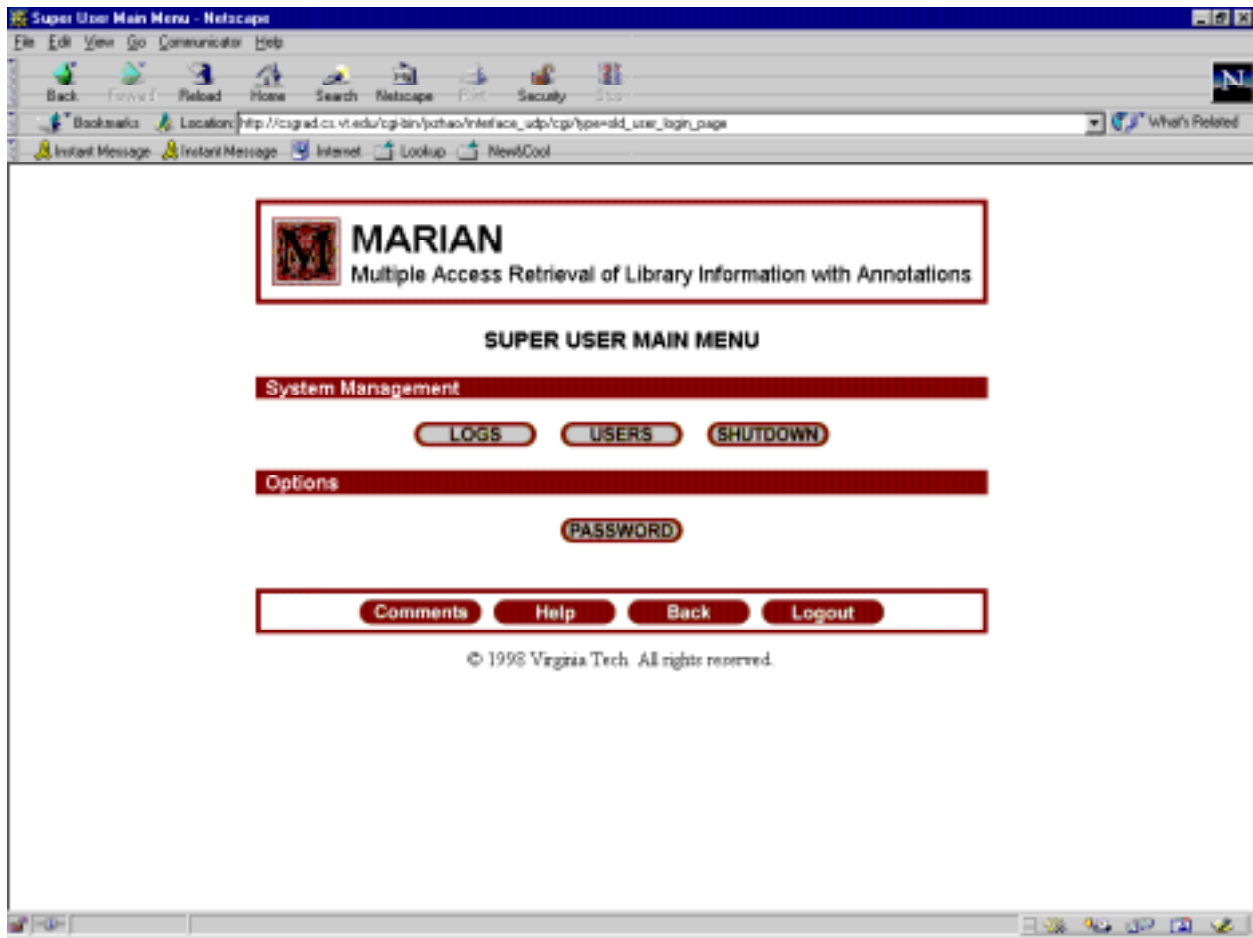 Super User Main Menu - Netscape
File Edit View Go Communicator Help
Back Forward Reload Home Search Netscape Print Security Stop
Bookmarks Location: http://csgrad.cs.vt.edu/cgi-bin/pzhao/interface_udp/cgi/type=old_user_login_page What's Related
Instant Message Instant Message Internet Lookup New&Cool
M MARIAN
Multiple Access Retrieval of Library Information with Annotations
SUPER USER MAIN MENU
System Management
LOGS USERS SHUTDOWN
Options
PASSWORD
Comments Help Back Logout
© 1998 Virginia Tech. All rights reserved.